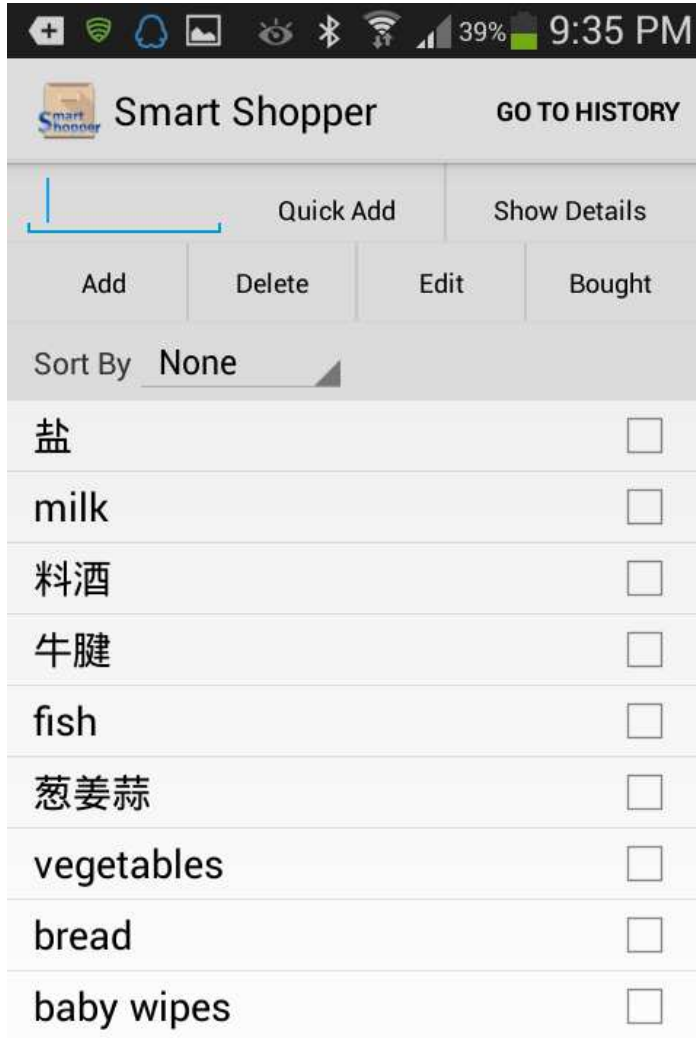 39% 9:35 PM
Smart Shopper Smart Shopper GO TO HISTORY
Quick Add Show Details
Add Delete Edit Bought
Sort By None
盐
milk
料酒
牛腱
fish
葱姜蒜
vegetables
bread
baby wipes